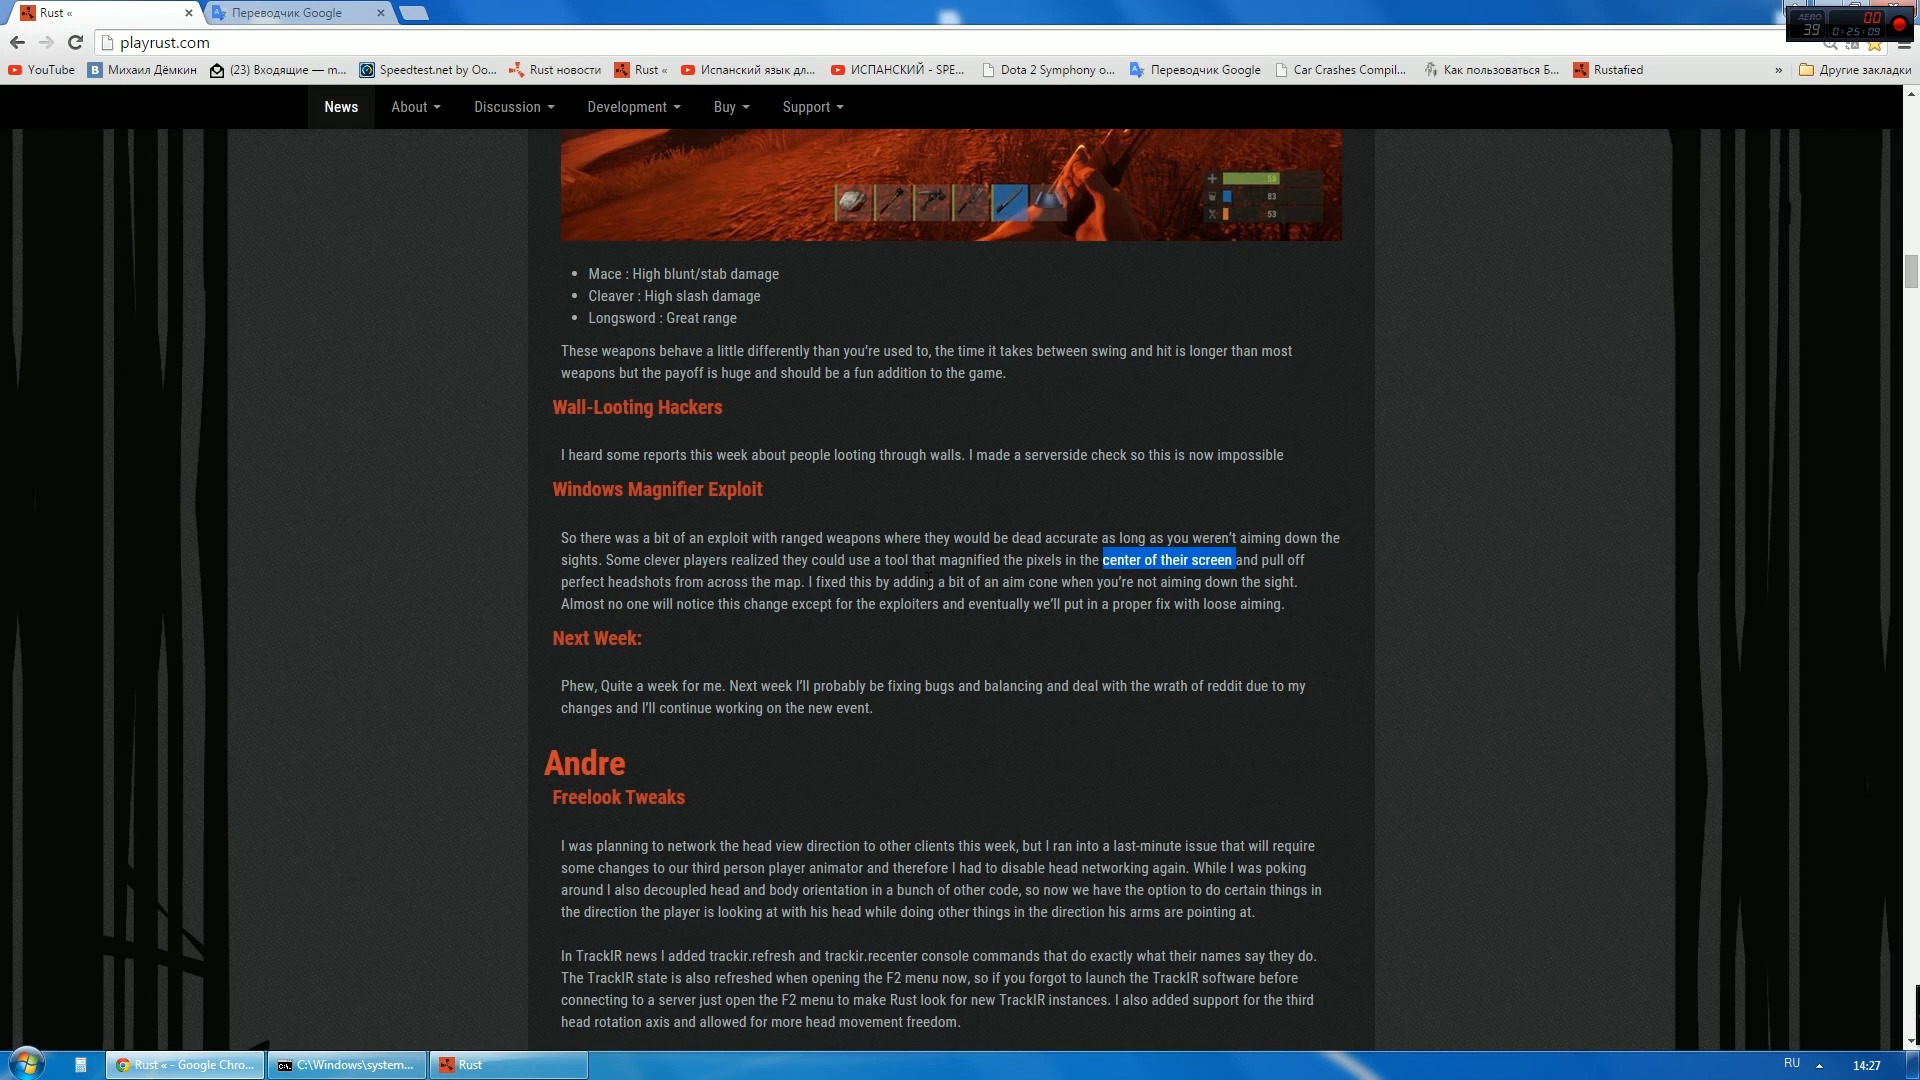 Rust «
Переводчик Google
playrust.com
AERO
39
00
0:25:09
YouTube
Михаил Дёмкин
(23) Входящие — m...
Speedtest.net by Oo...
Rust новости
Rust «
Испанский язык дл...
ИСПАНСКИЙ - SPE...
Dota 2 Symphony o...
Переводчик Google
Car Crashes Compil...
Как пользоваться Б...
Rustafied
»
Другие закладки
News
About
Discussion
Development
Buy
Support
58
83
53
• Mace : High blunt/stab damage
• Cleaver : High slash damage
• Longsword : Great range
These weapons behave a little differently than you’re used to, the time it takes between swing and hit is longer than most
weapons but the payoff is huge and should be a fun addition to the game.
Wall-Looting Hackers
I heard some reports this week about people looting through walls. I made a serverside check so this is now impossible
Windows Magnifier Exploit
So there was a bit of an exploit with ranged weapons where they would be dead accurate as long as you weren’t aiming down the
sights. Some clever players realized they could use a tool that magnified the pixels in the center of their screen and pull off
perfect headshots from across the map. I fixed this by adding a bit of an aim cone when you’re not aiming down the sight.
Almost no one will notice this change except for the exploiters and eventually we’ll put in a proper fix with loose aiming.
Next Week:
Phew, Quite a week for me. Next week I’ll probably be fixing bugs and balancing and deal with the wrath of reddit due to my
changes and I’ll continue working on the new event.
Andre
Freelook Tweaks
I was planning to network the head view direction to other clients this week, but I ran into a last-minute issue that will require
some changes to our third person player animator and therefore I had to disable head networking again. While I was poking
around I also decoupled head and body orientation in a bunch of other code, so now we have the option to do certain things in
the direction the player is looking at with his head while doing other things in the direction his arms are pointing at.
In TrackIR news I added trackir.refresh and trackir.recenter console commands that do exactly what their names say they do.
The TrackIR state is also refreshed when opening the F2 menu now, so if you forgot to launch the TrackIR software before
connecting to a server just open the F2 menu to make Rust look for new TrackIR instances. I also added support for the third
head rotation axis and allowed for more head movement freedom.
Rust « - Google Chro...
C:\Windows\system...
Rust
RU
14:27